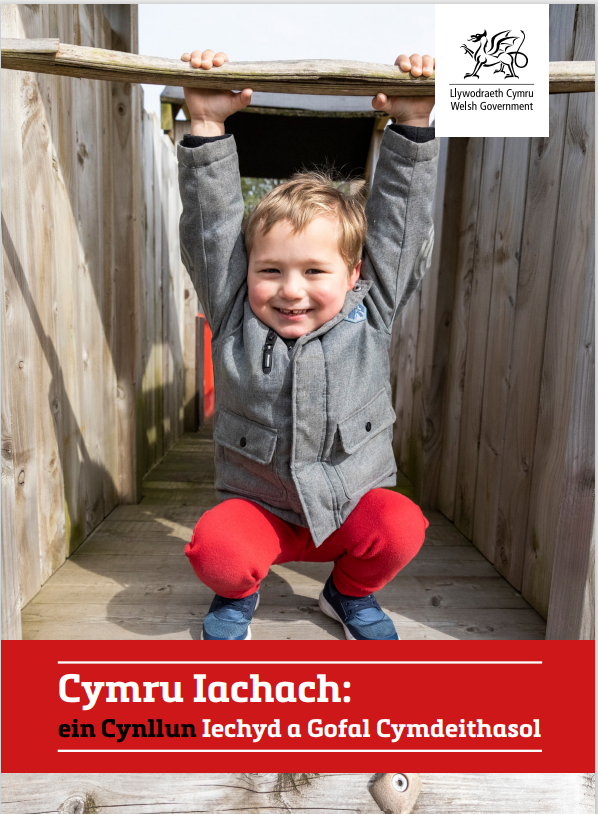 Llywodraeth Cymru
Welsh Government
Cymru Iachach:
ein Cynllun Iechyd a Gofal Cymdeithasol